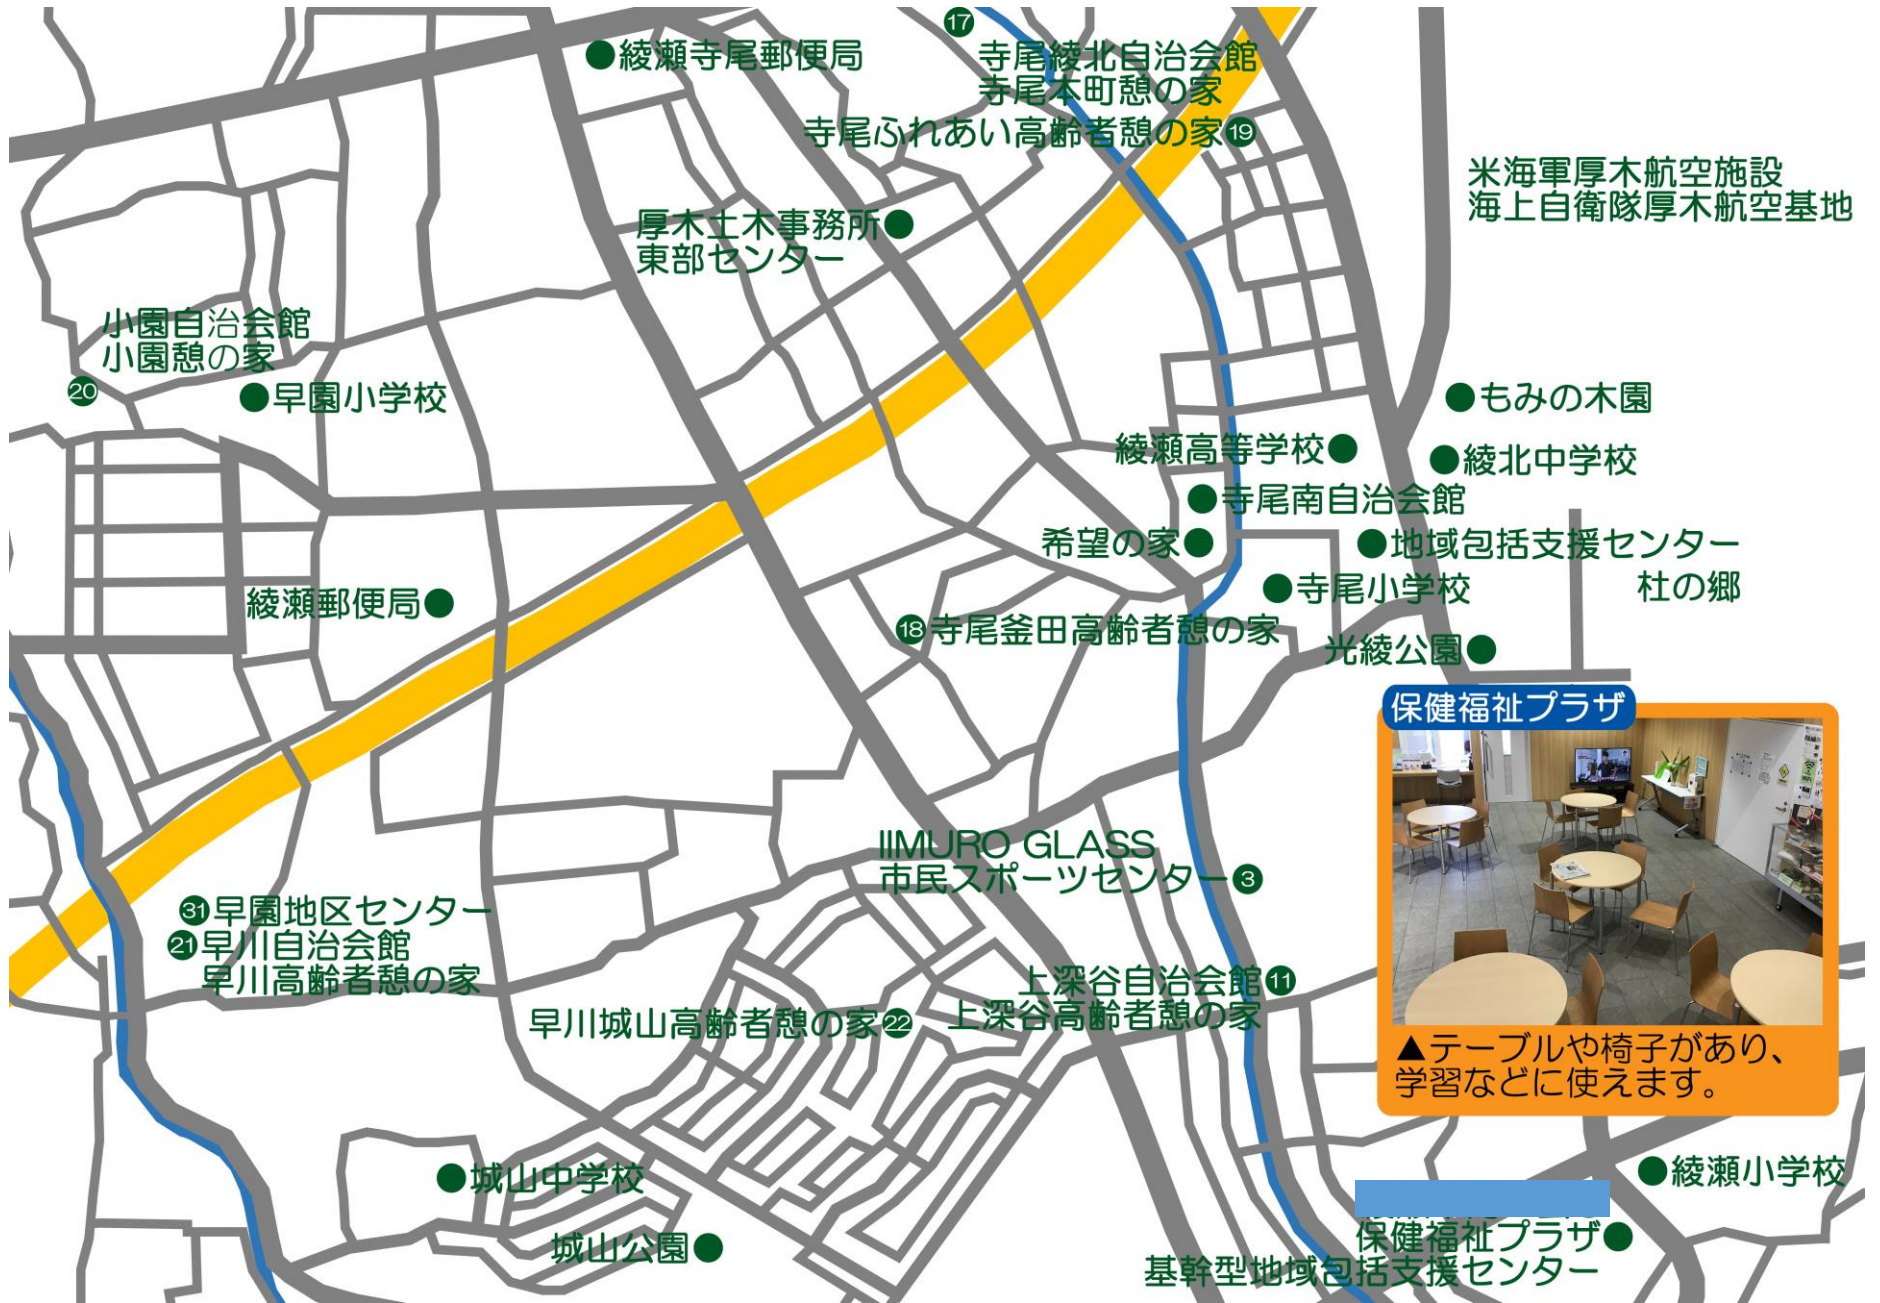 ⑰
綾瀬寺尾郵便局
寺尾綾北自治会館
寺尾本町憩の家
寺尾ふれあい高齢者憩の家⑲
米海軍厚木航空施設
海上自衛隊厚木航空基地
厚木土木事務所
東部センター
小園自治会館
小園憩の家
⑳
早園小学校
もみの木園
綾瀬高等学校
綾北中学校
寺尾南自治会館
希望の家
地域包括支援センター
杜の郷
寺尾小学校
綾瀬郵便局
⑱寺尾釜田高齢者憩の家
光綾公園
保健福祉プラザ
IIMURO GLASS
市民スポーツセンター③
㉛早園地区センター
㉑早川自治会館
早川高齢者憩の家
上深谷自治会館⑪
上深谷高齢者憩の家
早川城山高齢者憩の家㉒
▲テーブルや椅子があり、
学習などに使えます。
城山中学校
綾瀬小学校
城山公園
保健福祉プラザ
基幹型地域包括支援センター